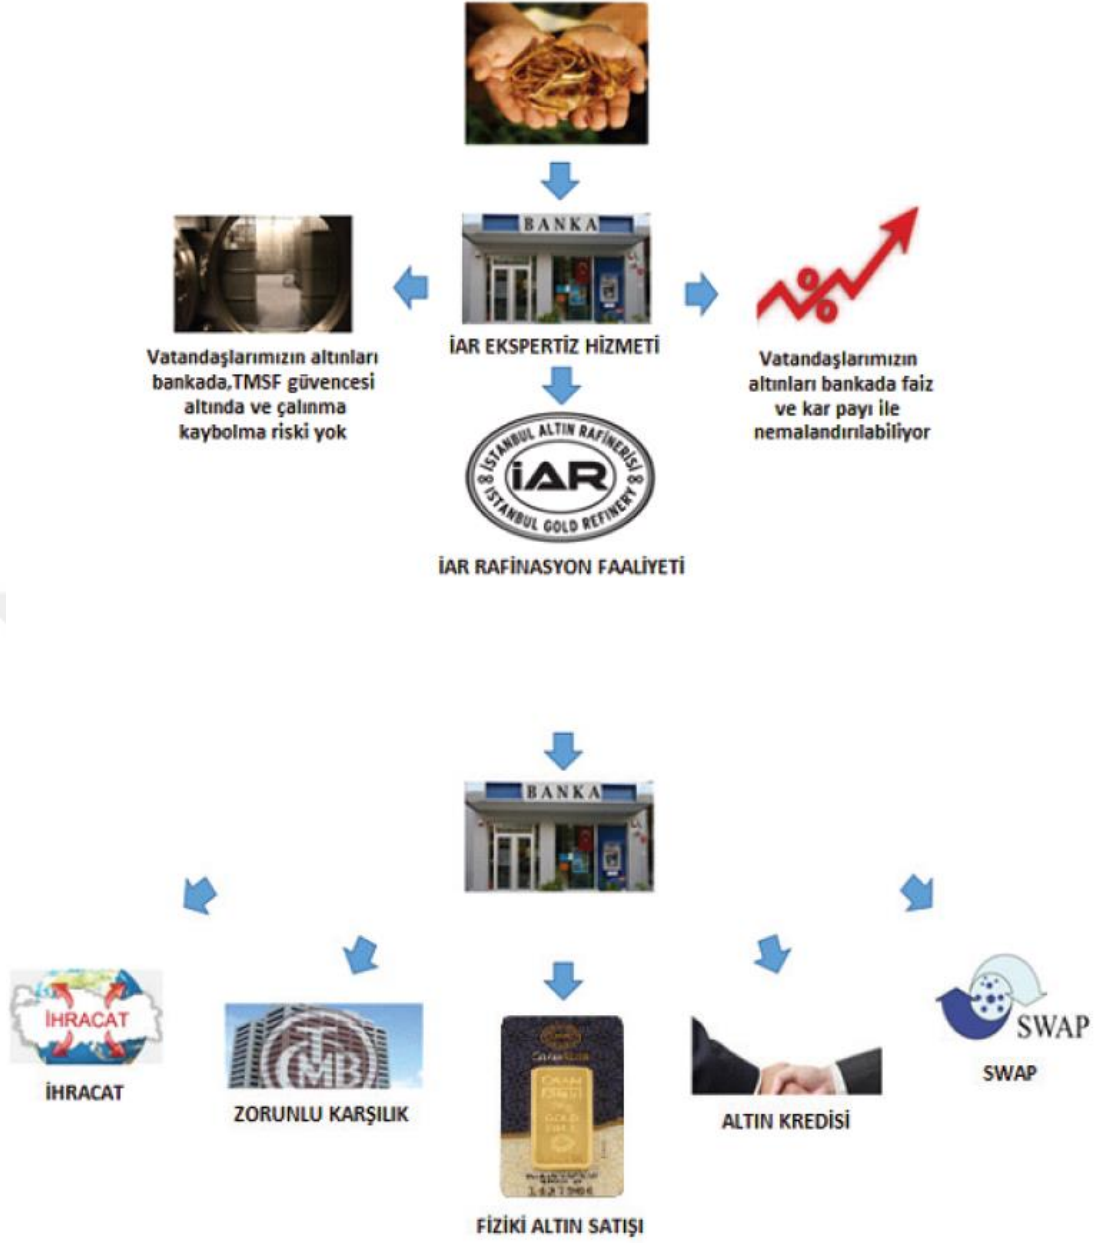 BANKA
İAR EKSPERTİZ HİZMETİ
Vatandaşlarımızın altınları
bankada,TMSF güvencesi
altında ve çalınma
kaybolma riski yok
%
Vatandaşlarımızın
altınları bankada faiz
ve kar payı ile
nemalandırılabiliyor
İSTANBUL ALTIN RAFİNERİSİ
İAR
ISTANBUL GOLD REFINERY
İAR RAFİNASYON FAALİYETİ
BANKA
İHRACAT
İHRACAT
TCMB
ZORUNLU KARŞILIK
FİZİKİ ALTIN SATIŞI
ALTIN KREDİSİ
SWAP
SWAP